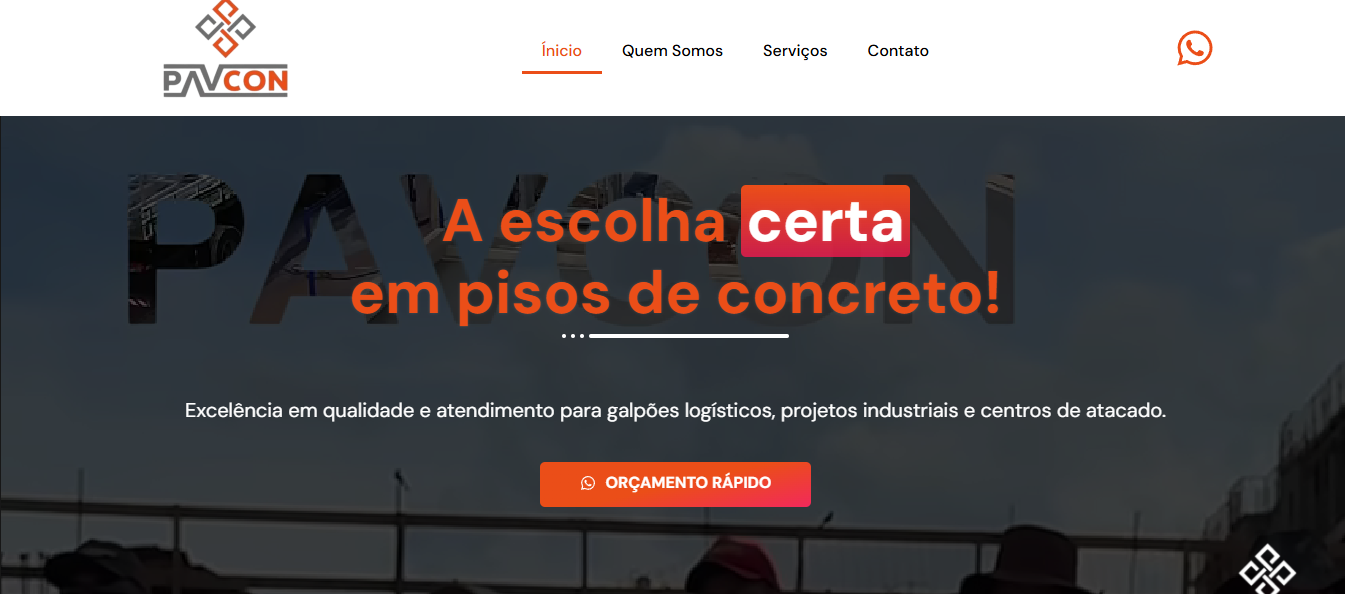 PAVCON
Ínicio
Quem Somos
Serviços
Contato
PAVCON
A escolha certa
em pisos de concreto!
Excelência em qualidade e atendimento para galpões logísticos, projetos industriais e centros de atacado.
ORÇAMENTO RÁPIDO